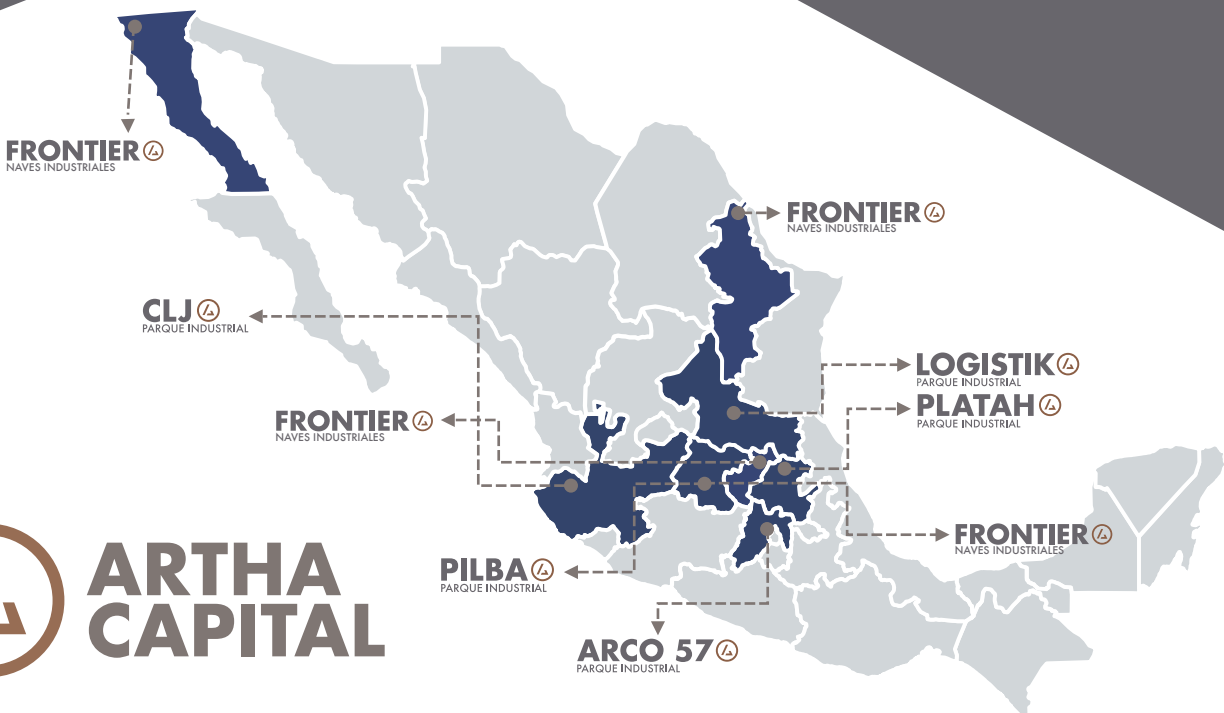 FRONTIER
NAVES INDUSTRIALES
FRONTIER
NAVES INDUSTRIALES
CLJ
PARQUE INDUSTRIAL
LOGISTIK
PARQUE INDUSTRIAL
PLATAH
PARQUE INDUSTRIAL
FRONTIER
NAVES INDUSTRIALES
FRONTIER
NAVES INDUSTRIALES
PILBA
PARQUE INDUSTRIAL
ARTHA
CAPITAL
ARCO 57
PARQUE INDUSTRIAL